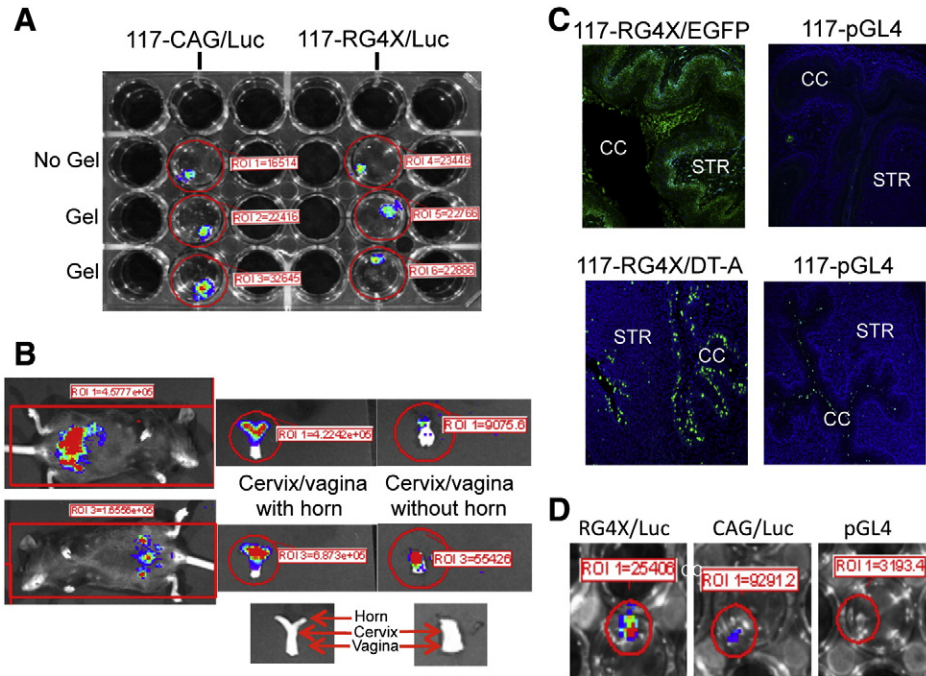 A
117-CAG/Luc 117-RG4X/Luc
No Gel
Gel
Gel
ROI 1=16514
ROI 4=23446
ROI 2=22416
ROI 5=22766
ROI 3=32645
ROI 6=22886
B
ROI 1=4.5777e+05
ROI 1=4.2242e+05
ROI 1=9075.6
Cervix/vagina with horn
Cervix/vagina without horn
ROI 3=1.6556e+05
ROI 3=6.873e+05
ROI 3=55426
Horn
Cervix
Vagina
C
117-RG4X/EGFP
117-pGL4
CC
STR
CC
STR
117-RG4X/DT-A
117-pGL4
STR
CC
STR
CC
D
RG4X/Luc
CAG/Luc
pGL4
ROI 1=25406
ROI 1=9291.2
ROI 1=3193.4